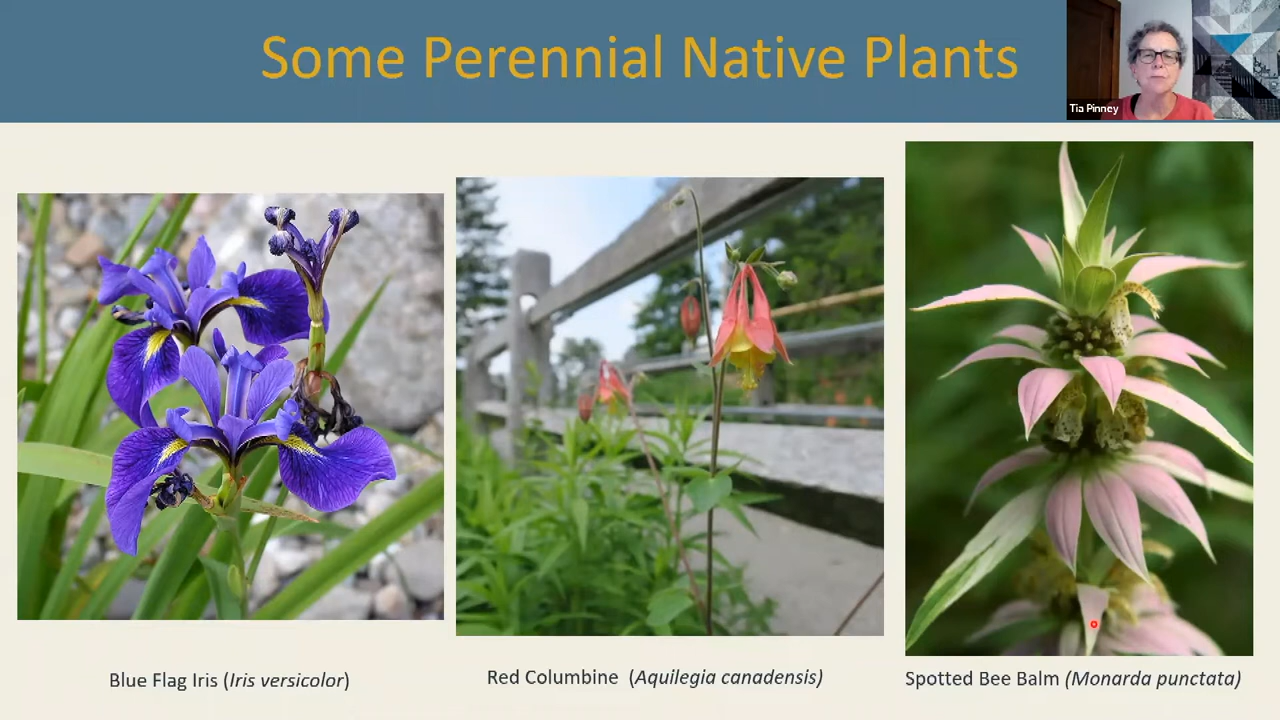 Some Perennial Native Plants
Tia Pinney
Blue Flag Iris (Iris versicolor)
Red Columbine (Aquilegia canadensis)
Spotted Bee Balm (Monarda punctata)